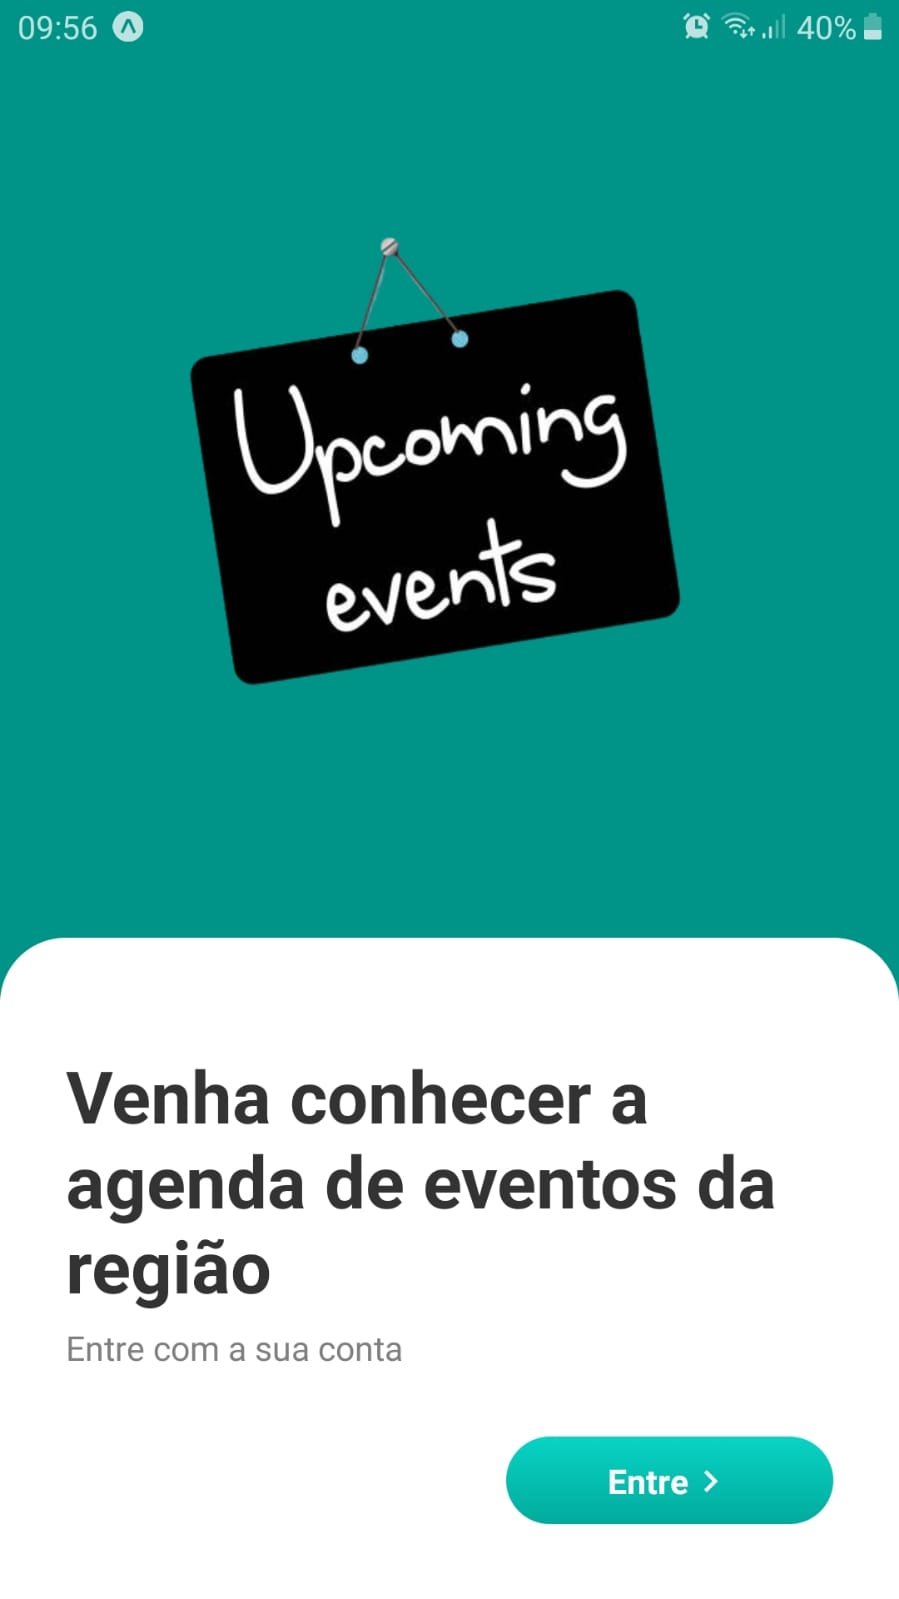 09:56 40%
Upcoming
events
Venha conhecer a
agenda de eventos da
região
Entre com a sua conta
Entre